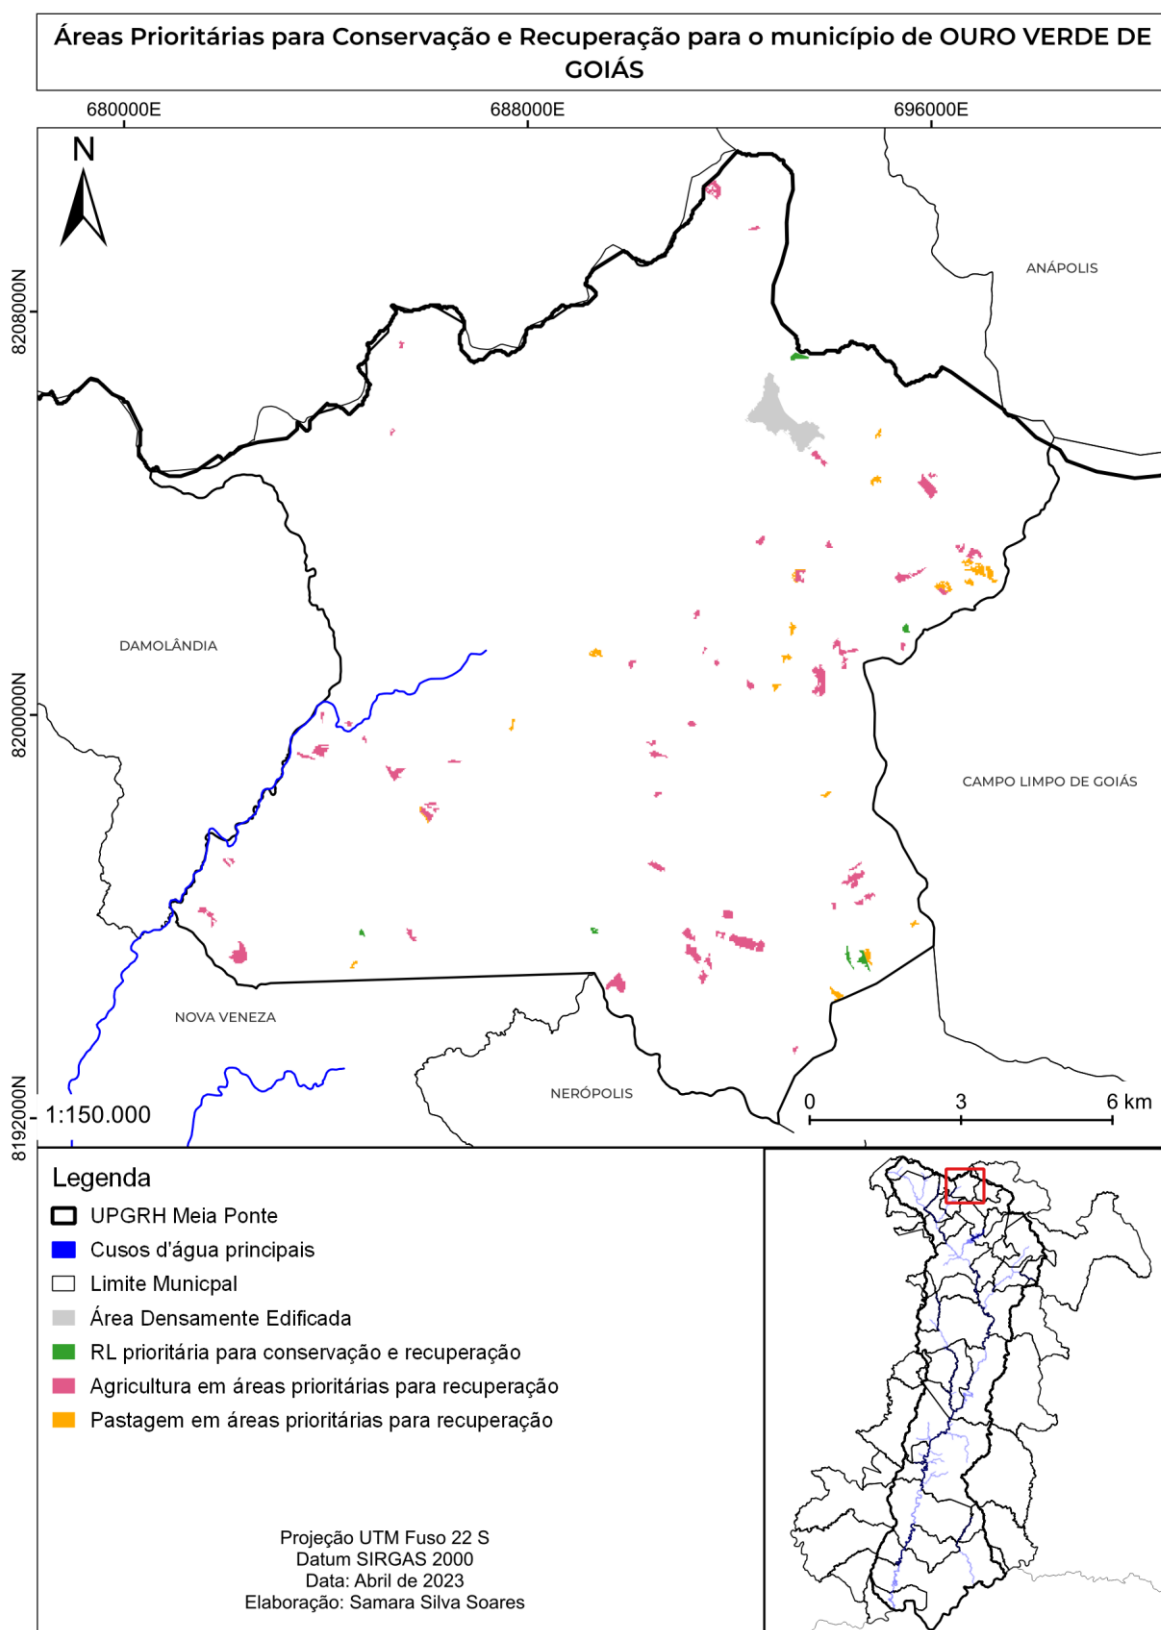 Áreas Prioritárias para Conservação e Recuperação para o município de OURO VERDE DE
GOIÁS
680000E
688000E
696000E
N
8208000N
ANÁPOLIS
DAMOLÂNDIA
8200000N
CAMPO LIMPO DE GOIÁS
NOVA VENEZA
NERÓPOLIS
8192000N
1:150.000
0 3 6 km
Legenda
UPGRH Meia Ponte
Cusos d'água principais
Limite Municpal
Área Densamente Edificada
RL prioritária para conservação e recuperação
Agricultura em áreas prioritárias para recuperação
Pastagem em áreas prioritárias para recuperação
Projeção UTM Fuso 22 S
Datum SIRGAS 2000
Data: Abril de 2023
Elaboração: Samara Silva Soares